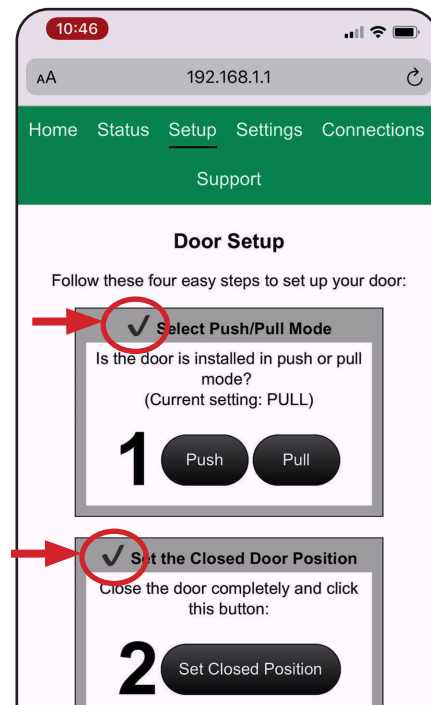 10:46
AA 192.168.1.1
Home Status Setup Settings Connections
Support
Door Setup
Follow these four easy steps to set up your door:
Select Push/Pull Mode
Is the door is installed in push or pull
mode?
(Current setting: PULL)
1 Push Pull
Set the Closed Door Position
Close the door completely and click
this button:
2 Set Closed Position